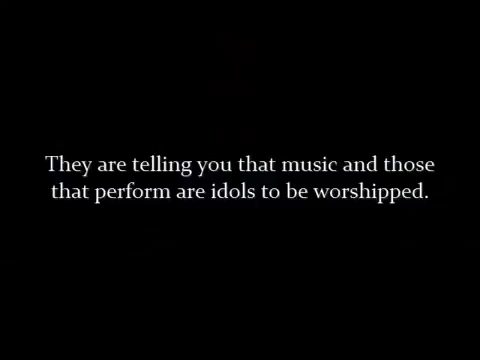 They are telling you that music and those
that perform are idols to be worshipped.